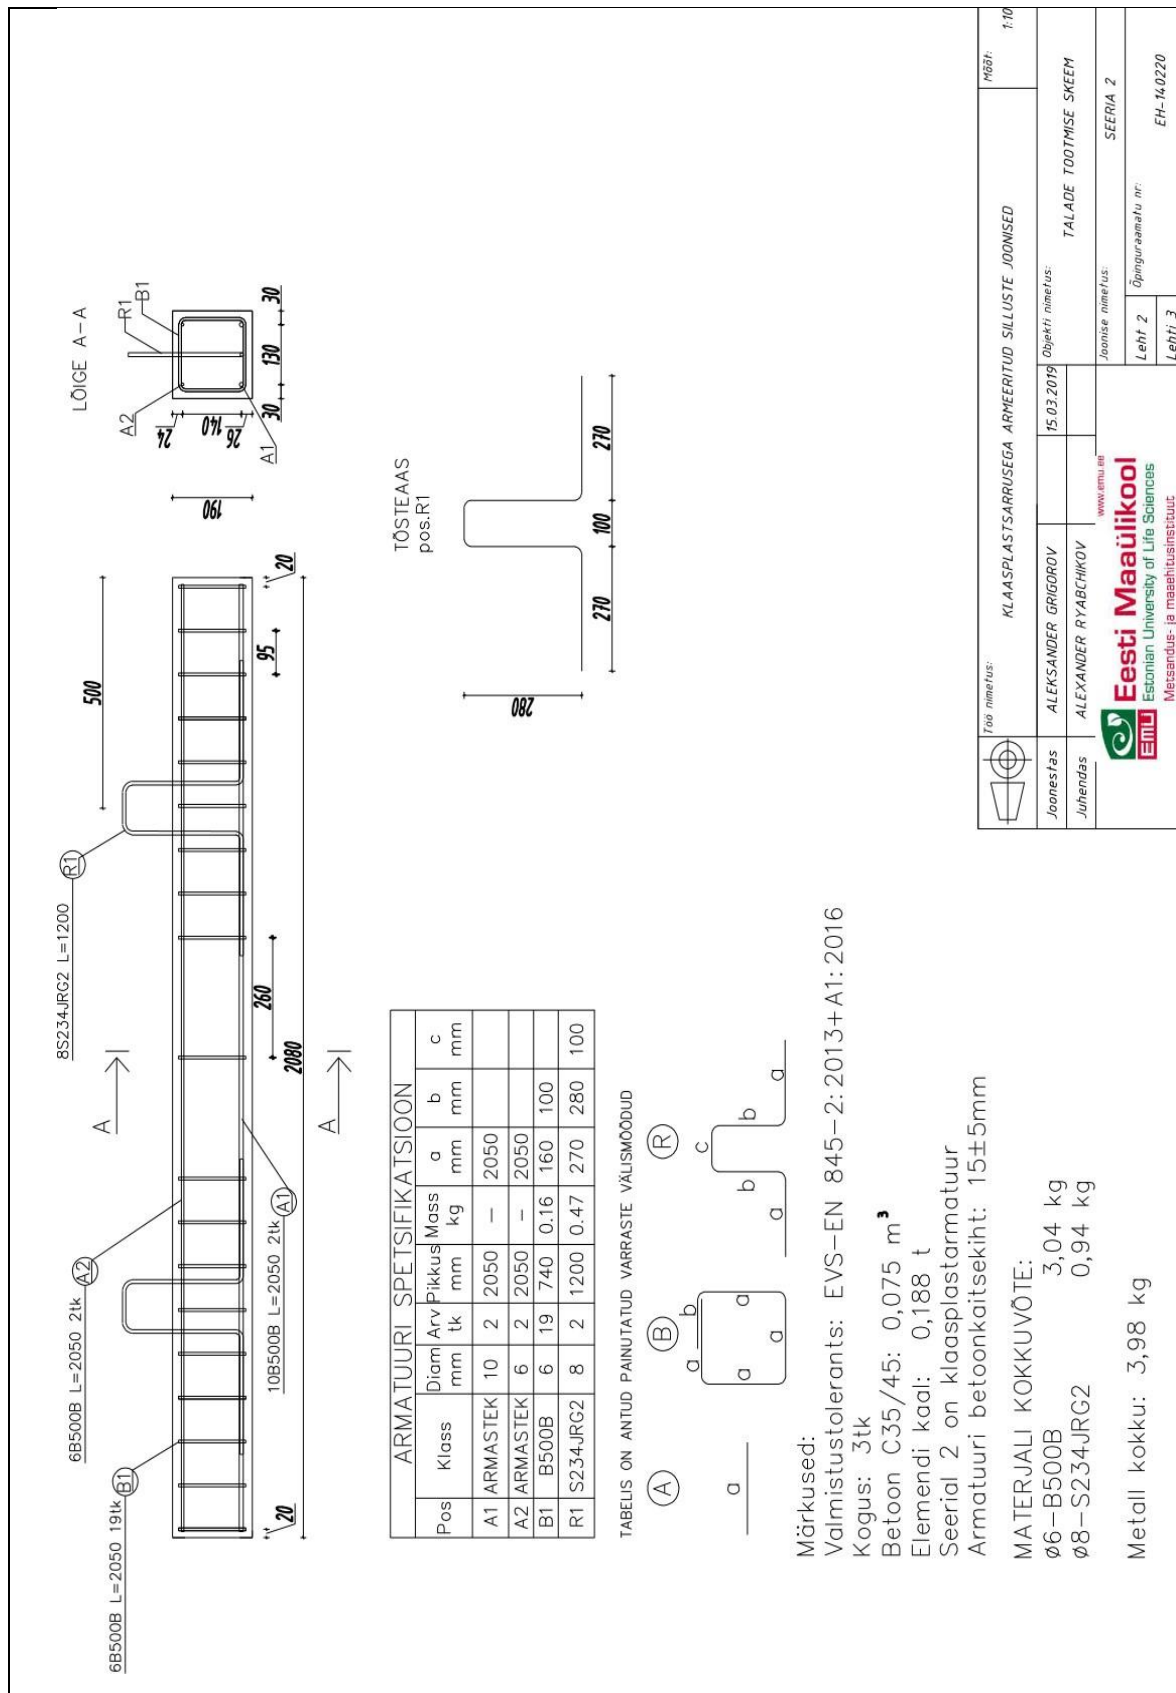 8S234JRG2 L=1200
R1
6B500B L=2050 2tk
A2
6B500B L=2050 19tk
B1
500
A
A
10B500B L=2050 2tk
A1
20
260
95
20
2080
LÕIGE A-A
A2
R1
B1
A1
190
24
140
26
30
130
30
TÕSTEAAS
pos.R1
280
270
100
270
ARMATUURI SPETSIFIKATSIOON
Pos Klass Diam mm Arv tk Pikkus mm Mass kg a mm b mm c mm
A1 ARMASTEK 10 2 2050 – 2050
A2 ARMASTEK 6 2 2050 – 2050
B1 B500B 6 19 740 0.16 160 100
R1 S234JRG2 8 2 1200 0.47 270 280 100
TABELIS ON ANTUD PAINUTATUD VARRASTE VÄLISMÕÕDUD
A
a
B
a
b
a
a
a
R
a
b
c
b
a
Märkused:
Valmistustolerants: EVS-EN 845-2:2013+A1:2016
Kogus: 3tk
Betoon C35/45: 0,075 m³
Elemendi kaal: 0,188 t
Seerial 2 on klaasplastarmatuur
Armatuuri betoonkaitsekiht: 15±5mm
MATERJALI KOKKUVÕTE:
ø6-B500B 3,04 kg
ø8-S234JRG2 0,94 kg
Metall kokku: 3,98 kg
Töö nimetus:
KLAASPLASTSARRUSEGA ARMEERITUD SILLUSTE JOONISED
Mõõt:
1:10
Joonestas
ALEKSANDER GRIGOROV
15.03.2019
Objekti nimetus:
TALADE TOOTMISE SKEEM
Juhendas
ALEXANDER RYABCHIKOV
www.emu.ee
EMÜ
Eesti Maaülikool
Estonian University of Life Sciences
Metsandus- ja maaehitusinstituut
Joonise nimetus:
SEERIA 2
Leht 2
Lehti 3
Õpinguraamatu nr:
EH-140220